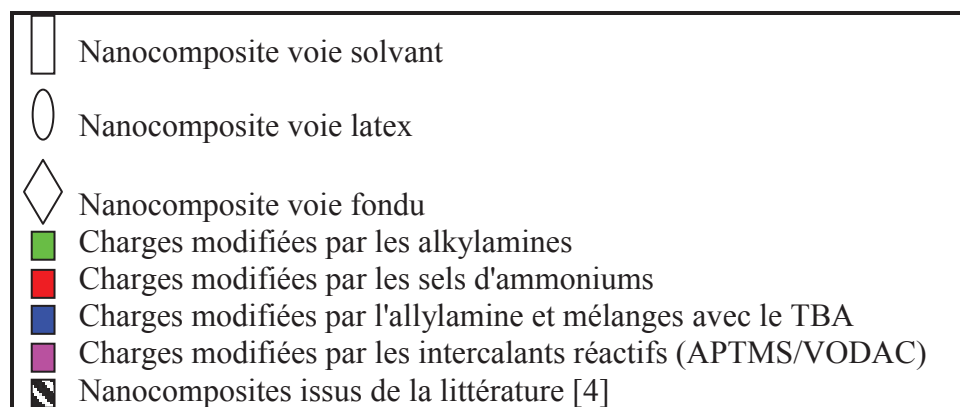 Nanocomposite voie solvant
Nanocomposite voie latex
Nanocomposite voie fondu
Charges modifiées par les alkylamines
Charges modifiées par les sels d'ammoniums
Charges modifiées par l'allylamine et mélanges avec le TBA
Charges modifiées par les intercalants réactifs (APTMS/VODAC)
Nanocomposites issus de la littérature [4]